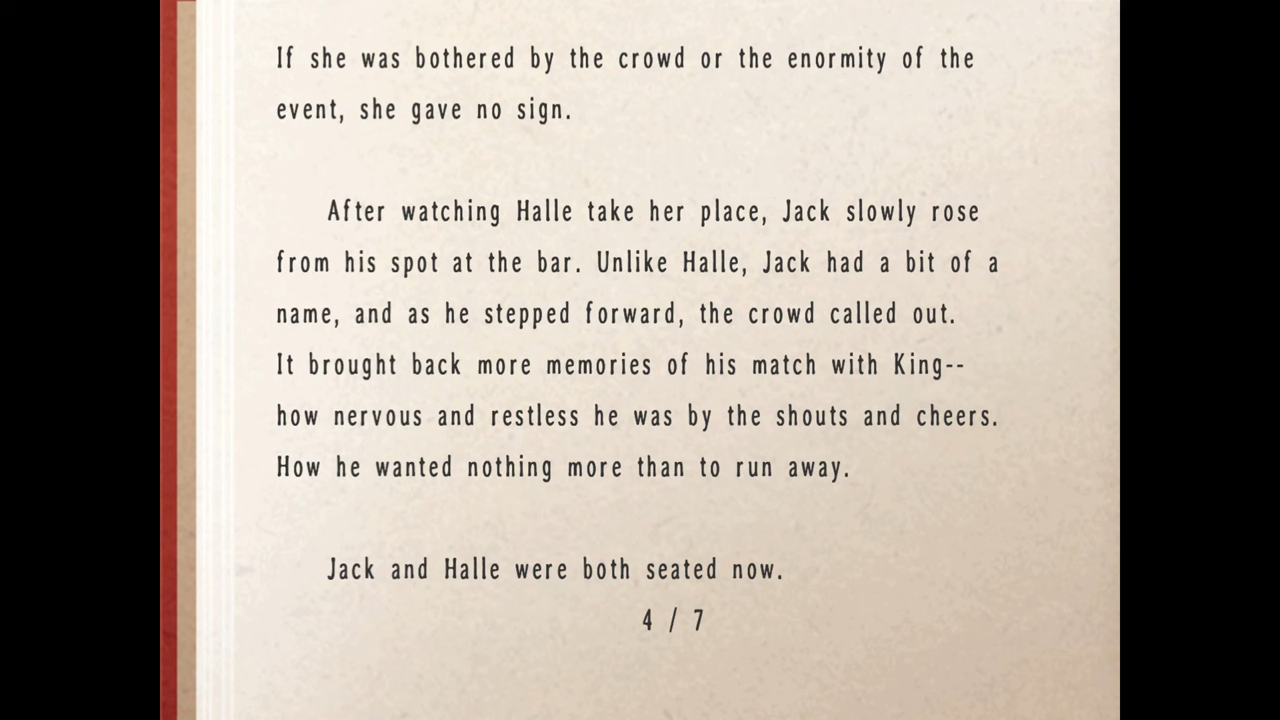 If she was bothered by the crowd or the enormity of the
event, she gave no sign.
After watching Halle take her place, Jack slowly rose
from his spot at the bar. Unlike Halle, Jack had a bit of a
name, and as he stepped forward, the crowd called out.
It brought back more memories of his match with King--
how nervous and restless he was by the shouts and cheers.
How he wanted nothing more than to run away.
Jack and Halle were both seated now.
4 / 7